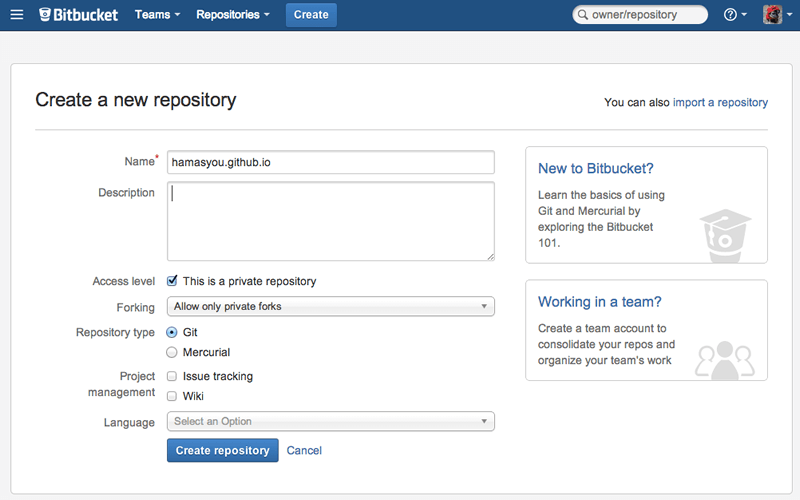 Bitbucket Teams Repositories Create owner/repository
Create a new repository
You can also import a repository
Name*
hamasyou.github.io
Description
Access level
This is a private repository
Forking
Allow only private forks
Repository type
Git
Mercurial
Project
management
Issue tracking
Wiki
Language
Select an Option
Create repository Cancel
New to Bitbucket?
Learn the basics of using
Git and Mercurial by
exploring the Bitbucket
101.
Working in a team?
Create a team account to
consolidate your repos and
organize your team's work